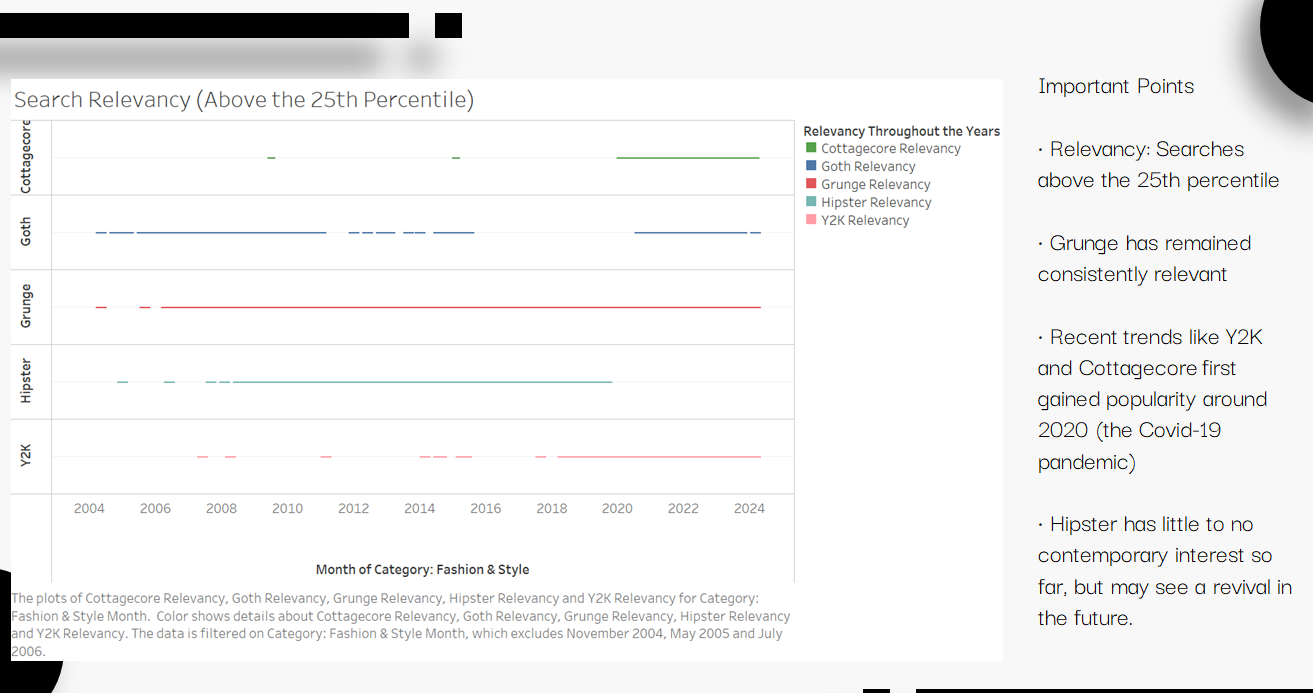 Search Relevancy (Above the 25th Percentile)
Cottagecore
Goth
Grunge
Hipster
Y2K
2004 2006 2008 2010 2012 2014 2016 2018 2020 2022 2024
Month of Category: Fashion & Style
Relevancy Throughout the Years
Cottagecore Relevancy
Goth Relevancy
Grunge Relevancy
Hipster Relevancy
Y2K Relevancy
The plots of Cottagecore Relevancy, Goth Relevancy, Grunge Relevancy, Hipster Relevancy and Y2K Relevancy for Category:
Fashion & Style Month.  Color shows details about Cottagecore Relevancy, Goth Relevancy, Grunge Relevancy, Hipster Relevancy
and Y2K Relevancy. The data is filtered on Category: Fashion & Style Month, which excludes November 2004, May 2005 and July
2006.
Important Points
· Relevancy: Searches
above the 25th percentile
· Grunge has remained
consistently relevant
· Recent trends like Y2K
and Cottagecore first
gained popularity around
2020 (the Covid-19
pandemic)
· Hipster has little to no
contemporary interest so
far, but may see a revival in
the future.